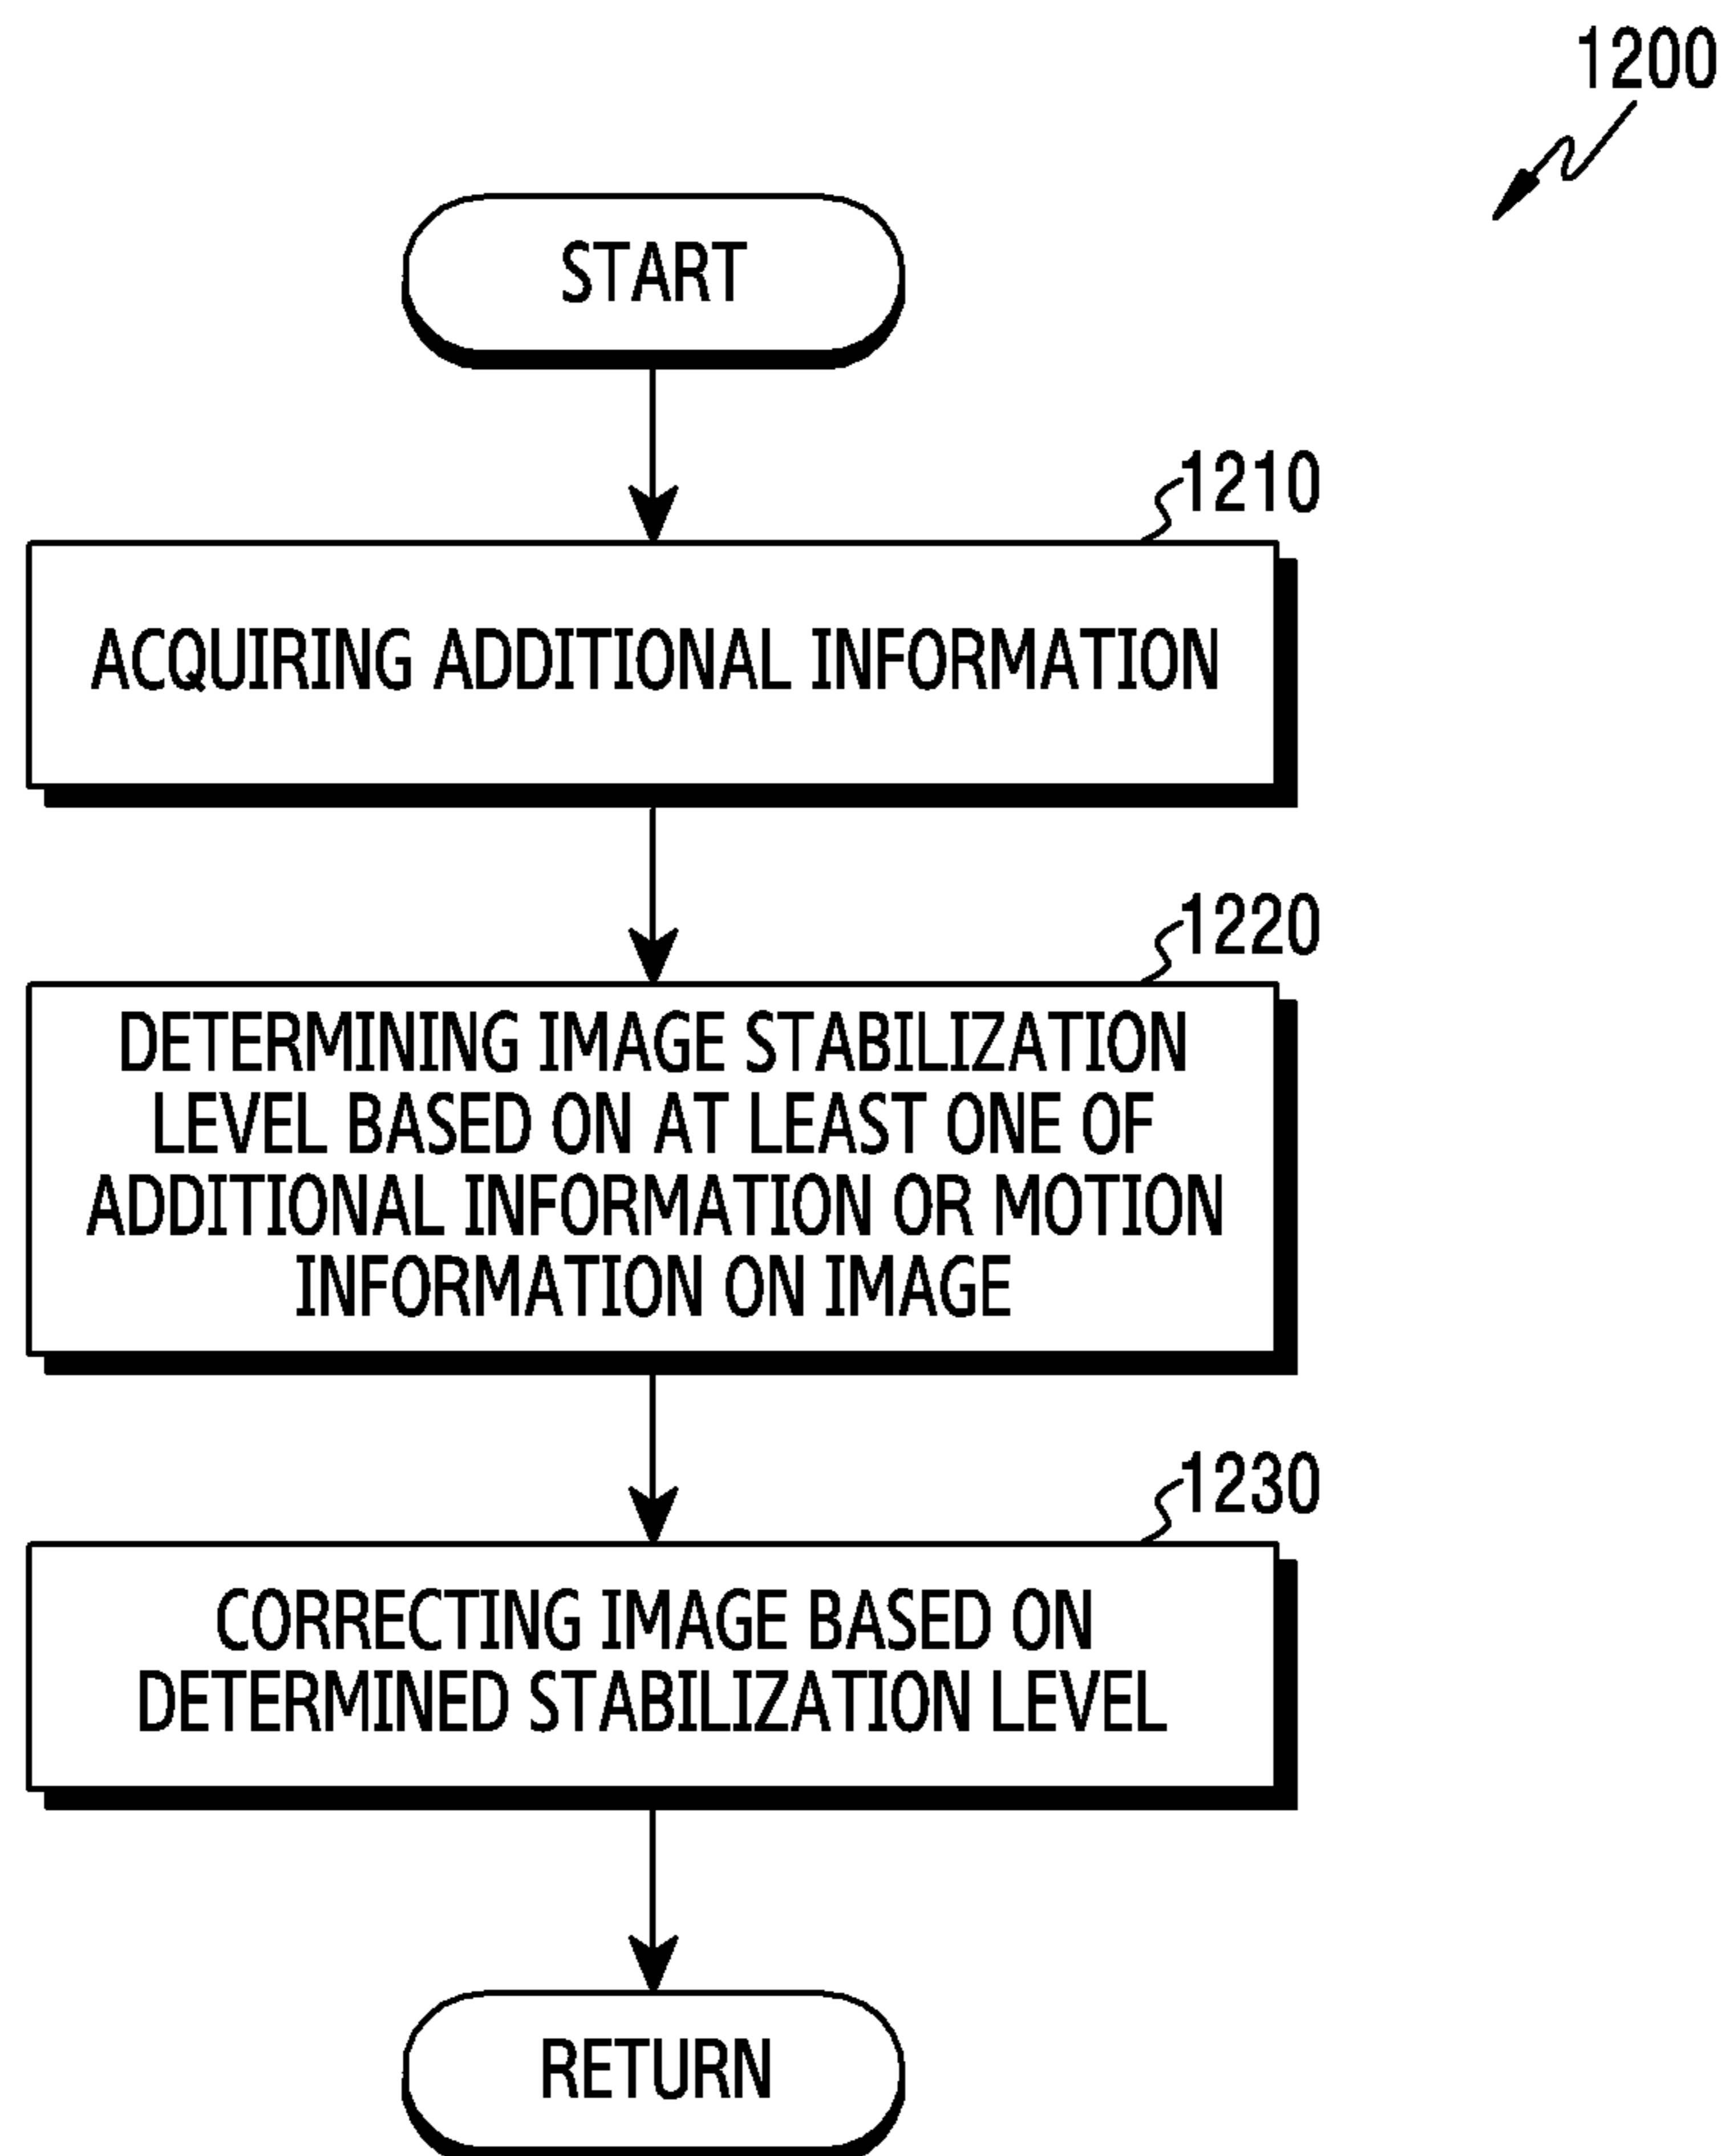 1200
START
1210
ACQUIRING ADDITIONAL INFORMATION
1220
DETERMINING IMAGE STABILIZATION
LEVEL BASED ON AT LEAST ONE OF
ADDITIONAL INFORMATION OR MOTION
INFORMATION ON IMAGE
1230
CORRECTING IMAGE BASED ON
DETERMINED STABILIZATION LEVEL
RETURN